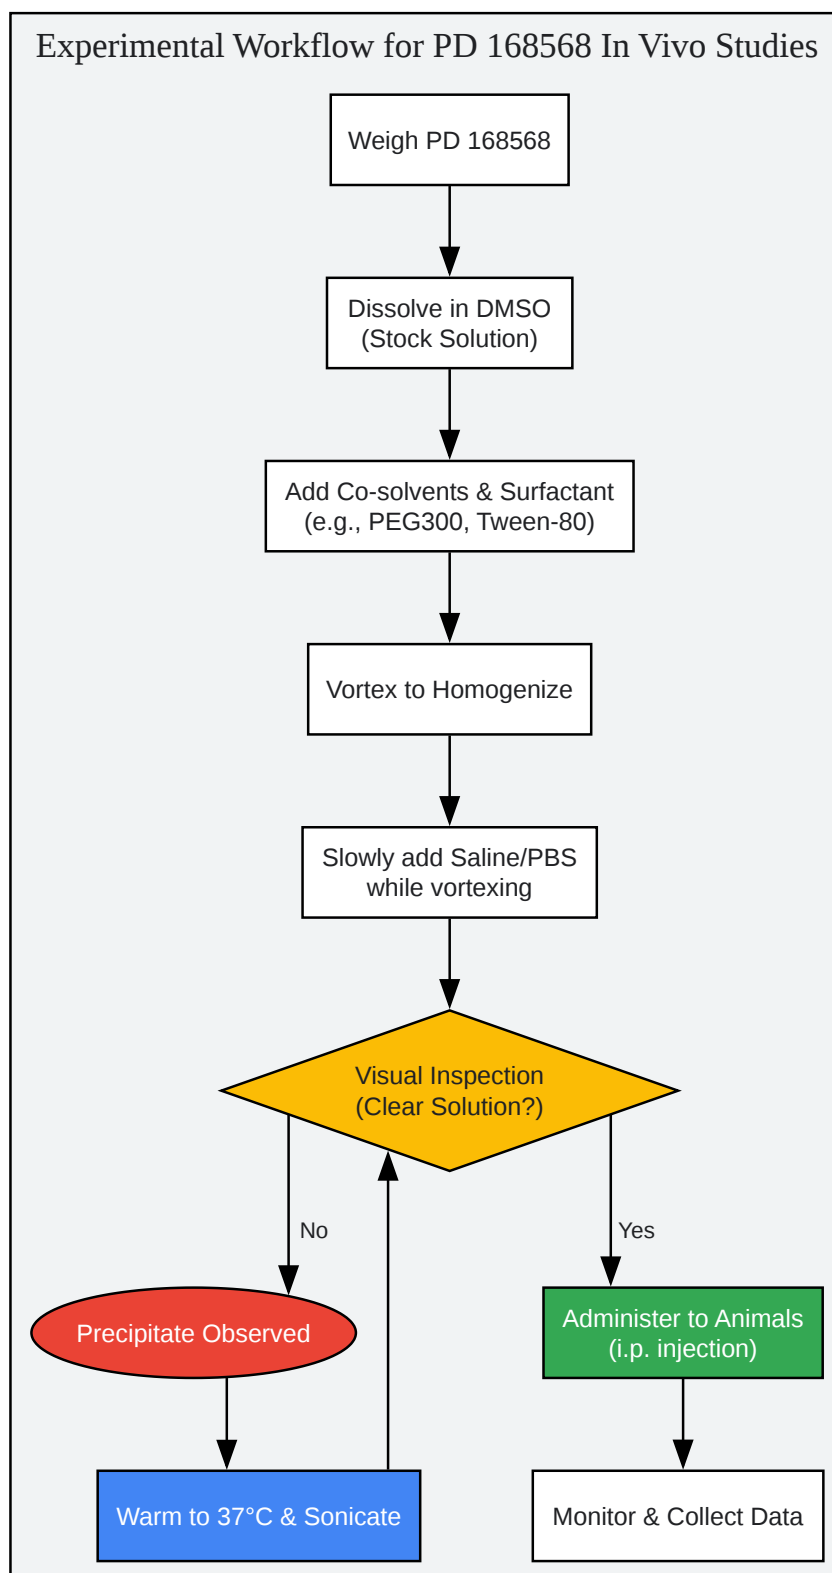 Experimental Workflow for PD 168568 In Vivo Studies
Weigh PD 168568
Dissolve in DMSO
(Stock Solution)
Add Co-solvents & Surfactant
(e.g., PEG300, Tween-80)
Vortex to Homogenize
Slowly add Saline/PBS
while vortexing
Visual Inspection
(Clear Solution?)
No
Yes
Precipitate Observed
Administer to Animals
(i.p. injection)
Warm to 37°C & Sonicate
Monitor & Collect Data